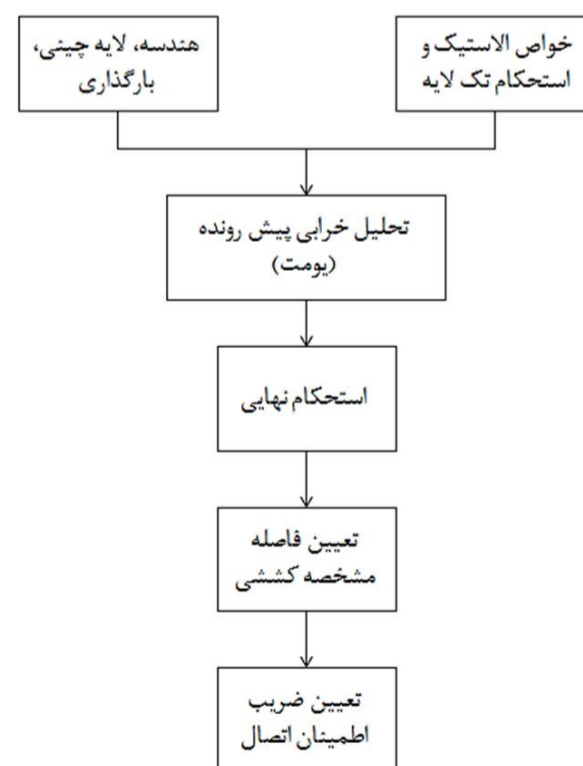 خواص الاستیک و
استحکام تک لایه
هندسه، لایه چینی،
بارگذاری
تحلیل خرابی پیش رونده
(یومت)
استحکام نهایی
تعیین فاصله
مشخصه کششی
تعیین ضریب
اطمینان اتصال